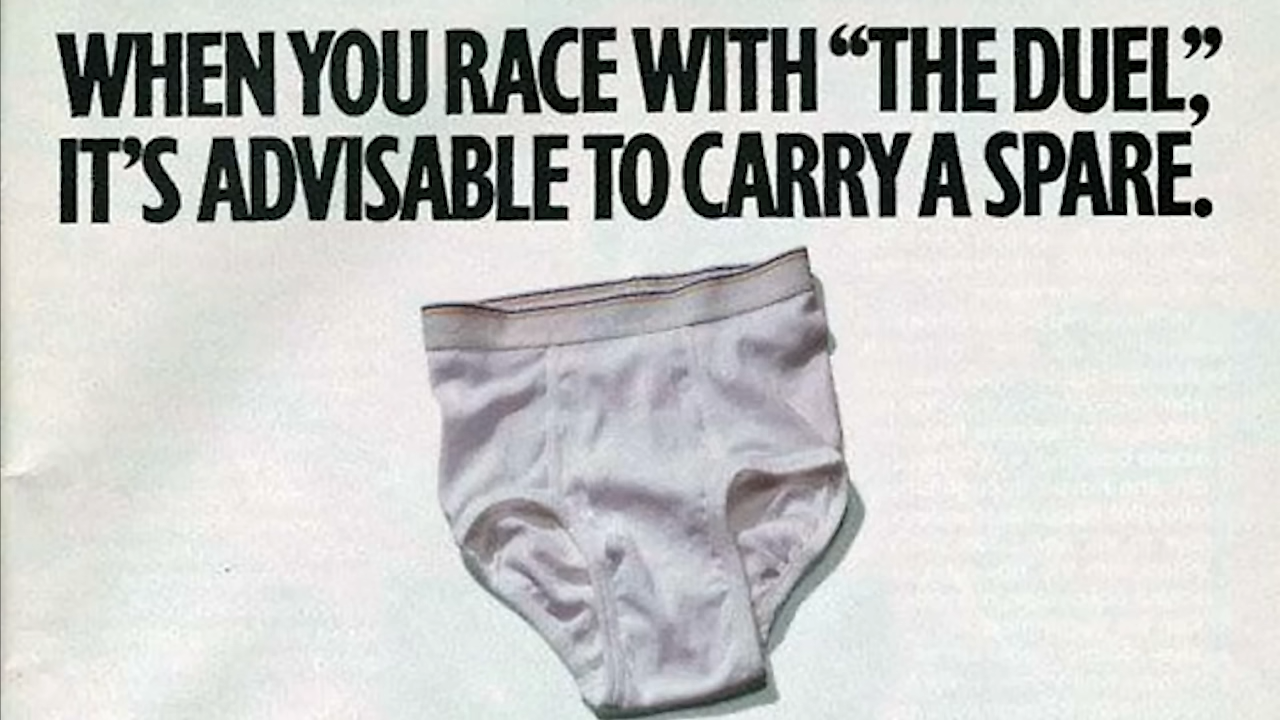 WHEN YOU RACE WITH “THE DUEL,”
IT’S ADVISABLE TO CARRY A SPARE.